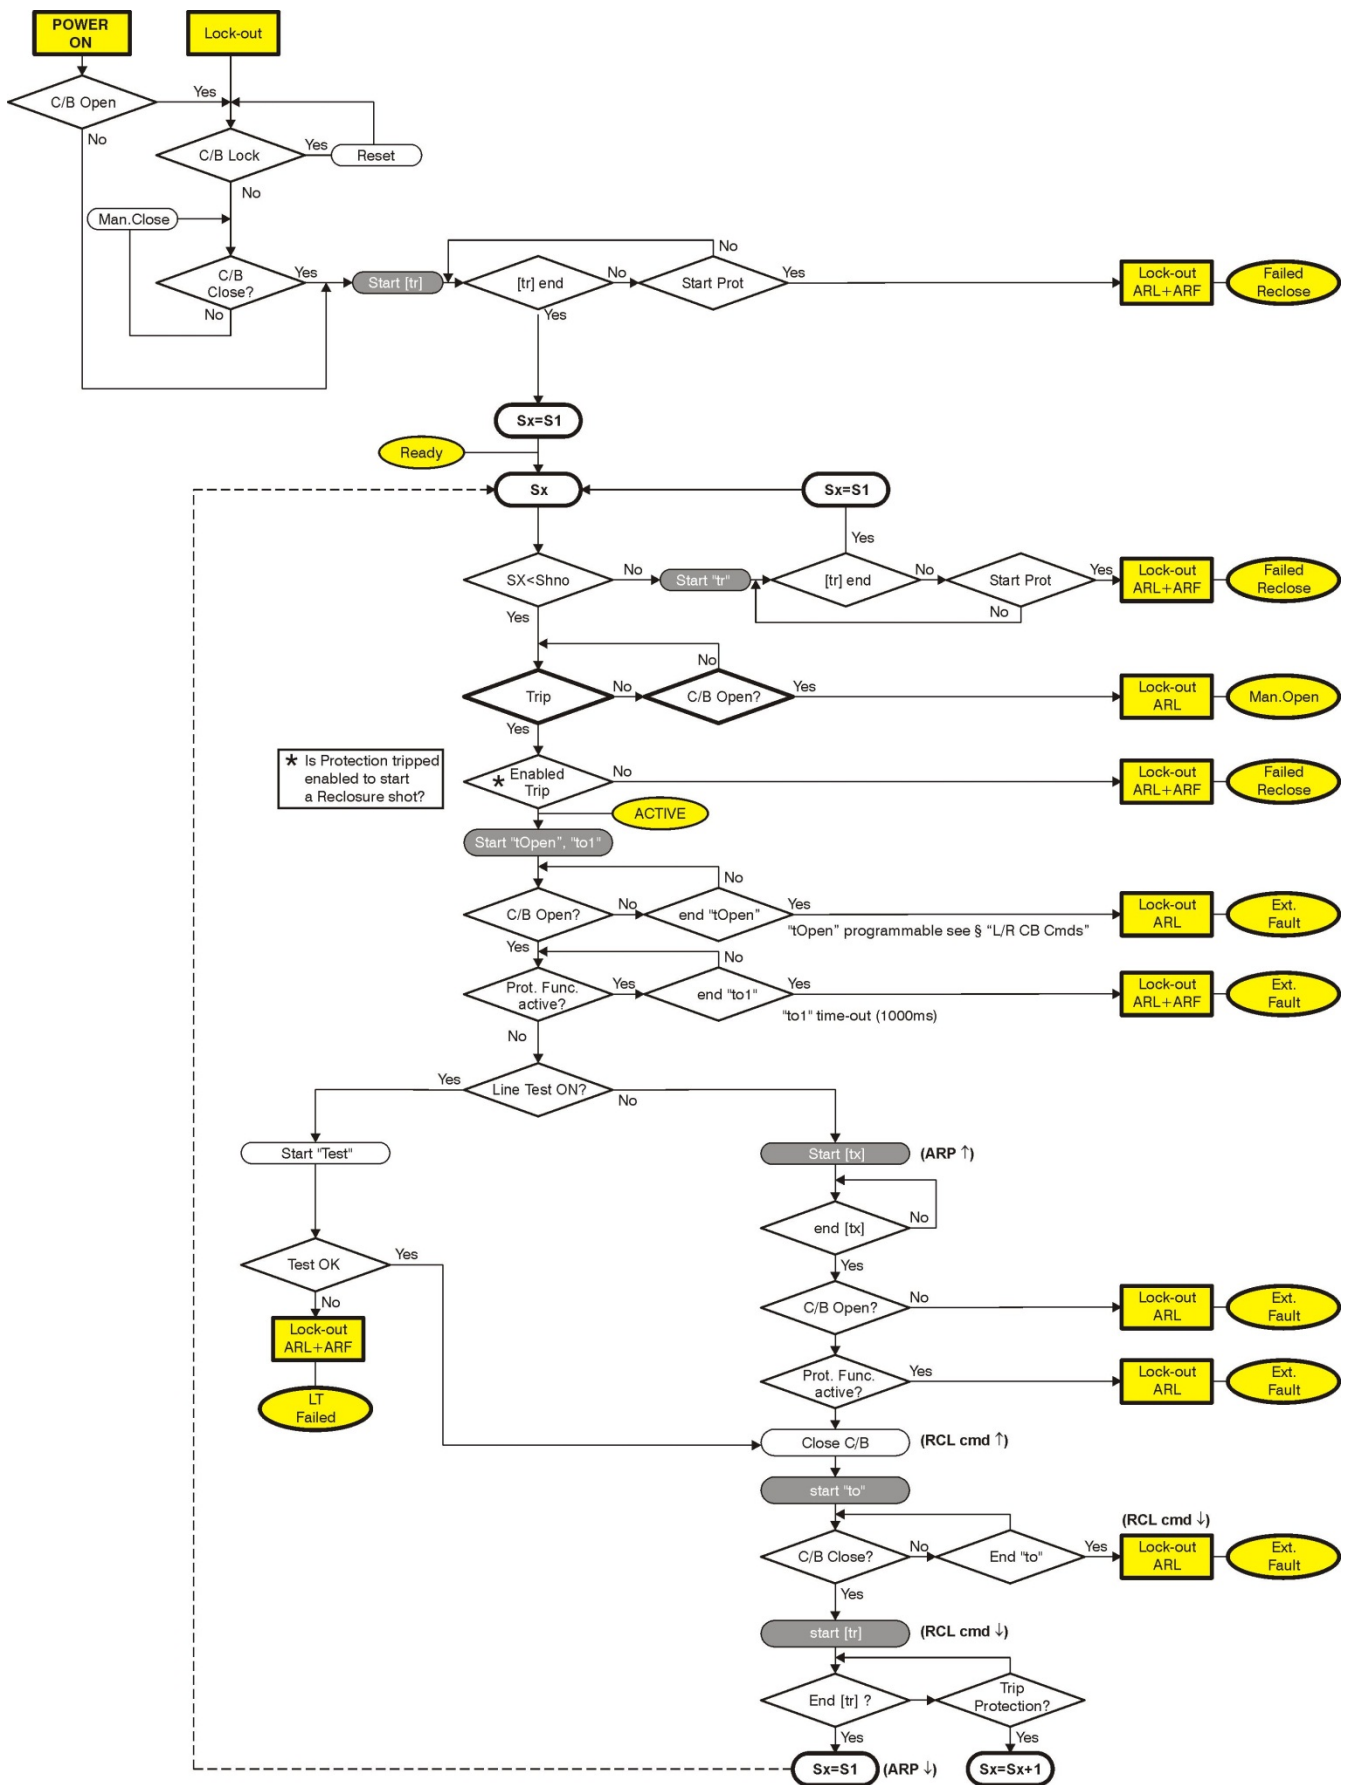 POWER
ON
Lock-out
C/B Open
Yes
No
C/B Lock
Yes
Reset
No
Man.Close
C/B
Close?
Yes
No
Start [tr]
[tr] end
No
Yes
Start Prot
No
Yes
Lock-out
ARL+ARF
Failed
Reclose
Sx=S1
Ready
Sx
Sx=S1
Yes
SX<Shno
No
Yes
Start "tr"
[tr] end
No
Start Prot
Yes
No
Lock-out
ARL+ARF
Failed
Reclose
Trip
No
Yes
No
C/B Open?
Yes
Lock-out
ARL
Man.Open
* Is Protection tripped
enabled to start
a Reclosure shot?
* Enabled
Trip
No
Lock-out
ARL+ARF
Failed
Reclose
ACTIVE
Start "tOpen", "to1"
No
C/B Open?
No
Yes
end "tOpen"
Yes
"tOpen" programmable see § "L/R CB Cmds"
Lock-out
ARL
Ext.
Fault
No
Prot. Func.
active?
Yes
No
end "to1"
Yes
"to1" time-out (1000ms)
Lock-out
ARL+ARF
Ext.
Fault
Line Test ON?
Yes
No
Start "Test"
Start [tx]
(ARP ↑)
end [tx]
No
Yes
Test OK
Yes
No
Lock-out
ARL+ARF
LT
Failed
C/B Open?
No
Lock-out
ARL
Ext.
Fault
Prot. Func.
active?
Yes
Lock-out
ARL
Ext.
Fault
Close C/B
(RCL cmd ↑)
start "to"
C/B Close?
No
Yes
End "to"
Yes
(RCL cmd ↓)
Lock-out
ARL
Ext.
Fault
start [tr]
(RCL cmd ↓)
End [tr] ?
Yes
Trip
Protection?
Yes
Sx=S1
(ARP ↓)
Sx=Sx+1